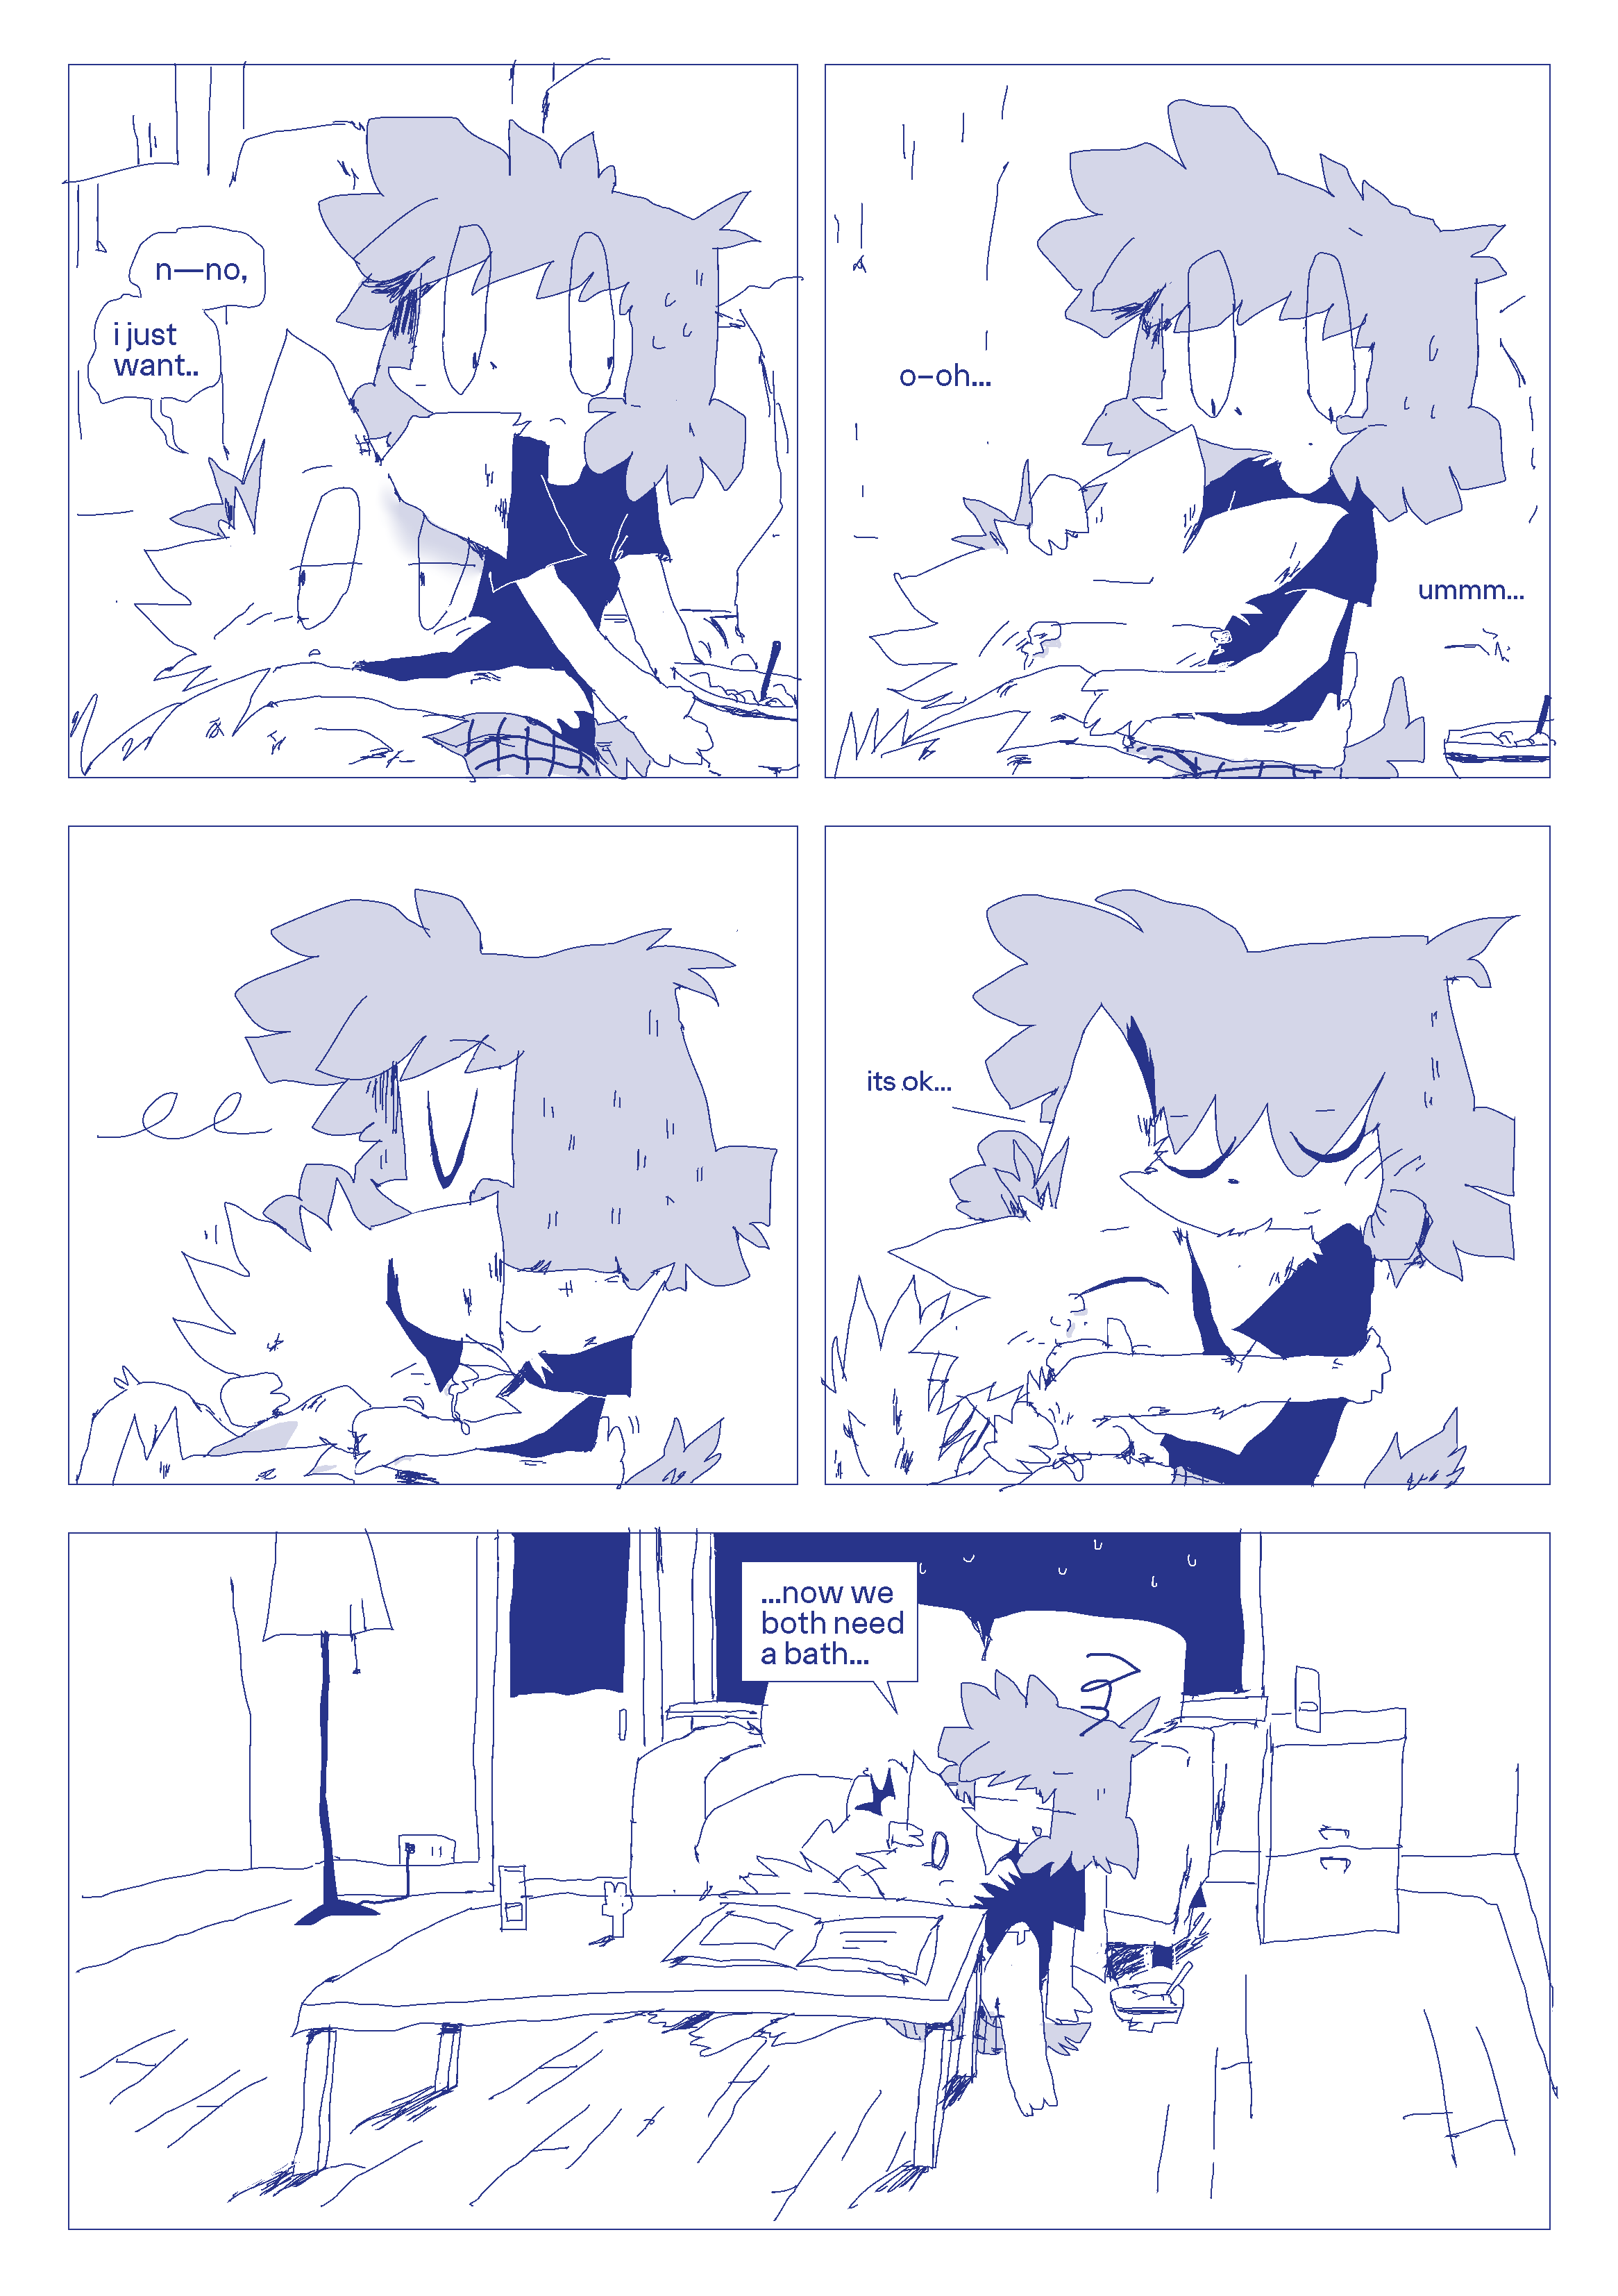 n—no,
i just
want..
o–oh...
ummm...
its ok...
...now we
both need
a bath...